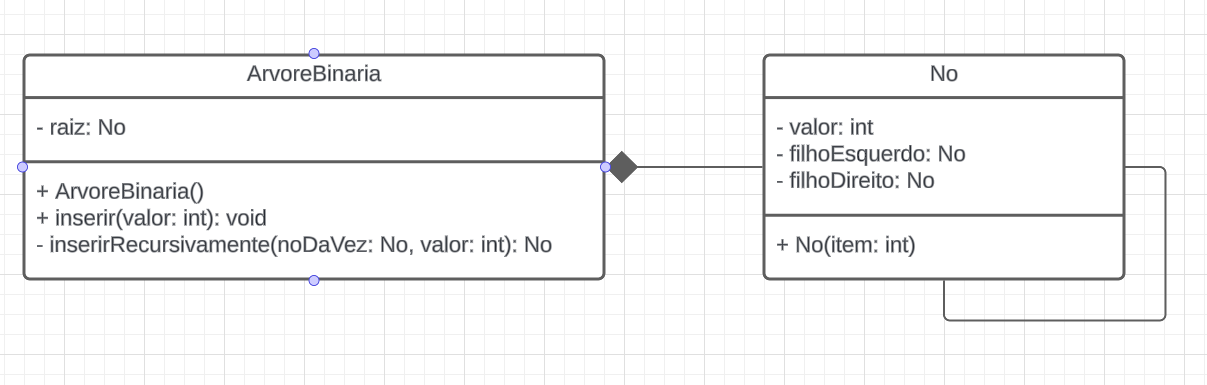 ArvoreBinaria
- raiz: No
+ ArvoreBinaria()
+ inserir(valor: int): void
- inserirRecursivamente(noDaVez: No, valor: int): No
No
- valor: int
- filhoEsquerdo: No
- filhoDireito: No
+ No(item: int)